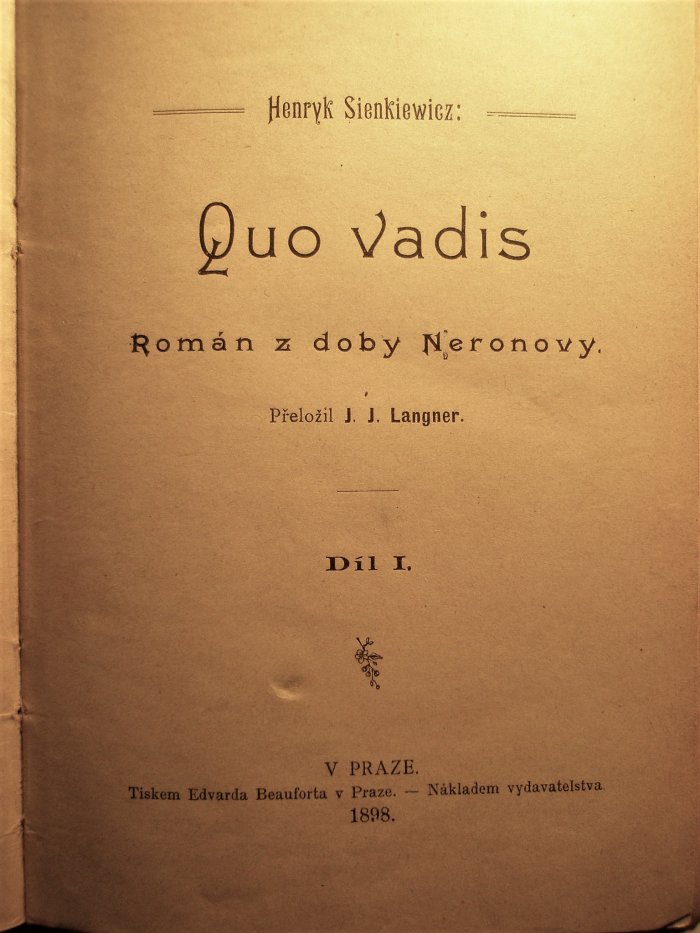 Henryk Sienkiewicz:
Quo vadis
Román z doby Neronovy.
Přeložil J. J. Langner.
Díl I.
V PRAZE.
Tiskem Edvarda Beauforta v Praze. — Nákladem vydavatelstva
1898.